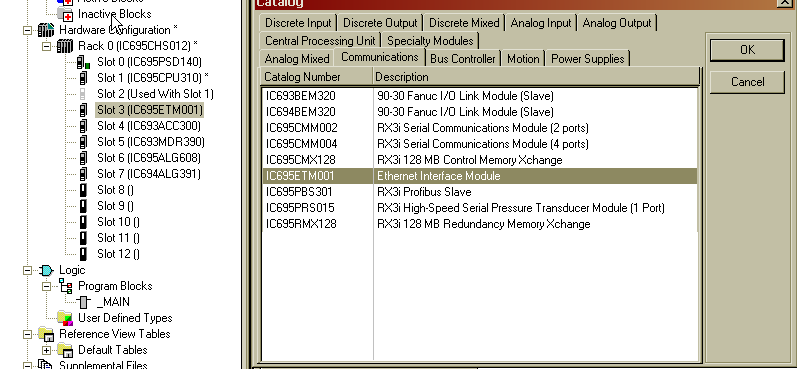 Active Blocks
Inactive Blocks
Hardware Configuration *
Rack 0 (IC695CHS012) *
Slot 0 (IC695PSD140)
Slot 1 (IC695CPU310) *
Slot 2 (Used With Slot 1)
Slot 3 (IC695ETM001)
Slot 4 (IC693ACC300)
Slot 5 (IC693MDR390)
Slot 6 (IC695ALG608)
Slot 7 (IC694ALG391)
Slot 8 ()
Slot 9 ()
Slot 10 ()
Slot 11 ()
Slot 12 ()
Logic
Program Blocks
_MAIN
User Defined Types
Reference View Tables
Default Tables
Supplemental Files
Catalog
Discrete Input Discrete Output Discrete Mixed Analog Input Analog Output
Central Processing Unit Specialty Modules
Analog Mixed Communications Bus Controller Motion Power Supplies
Catalog Number Description
IC693BEM320 90-30 Fanuc I/O Link Module (Slave)
IC694BEM320 90-30 Fanuc I/O Link Module (Slave)
IC695CMM002 RX3i Serial Communications Module (2 ports)
IC695CMM004 RX3i Serial Communications Module (4 ports)
IC695CMX128 RX3i 128 MB Control Memory Xchange
IC695ETM001 Ethernet Interface Module
IC695PBS301 RX3i Profibus Slave
IC695PRS015 RX3i High-Speed Serial Pressure Transducer Module (1 Port)
IC695RMX128 RX3i 128 MB Redundancy Memory Xchange
OK
Cancel